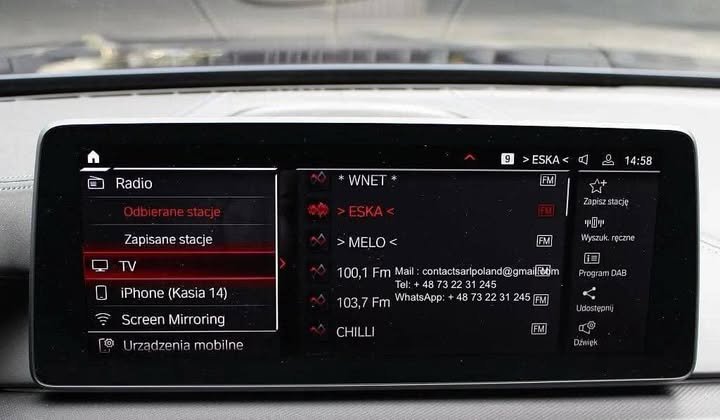 9 > ESKA < 14:58
Radio
Odbierane stacje
Zapisane stacje
TV
iPhone (Kasia 14)
Screen Mirroring
Urządzenia mobilne
* WNET * FM
> ESKA < FM
> MELO < FM
100,1 Fm FM
103,7 FM FM
CHILLI FM
Mail : contactsarlpoland@gmail.com
Tel: + 48 73 22 31 245
WhatsApp: + 48 73 22 31 245
Zapisz stację
Wyszuk. ręczne
Program DAB
Udostępnij
Dźwięk